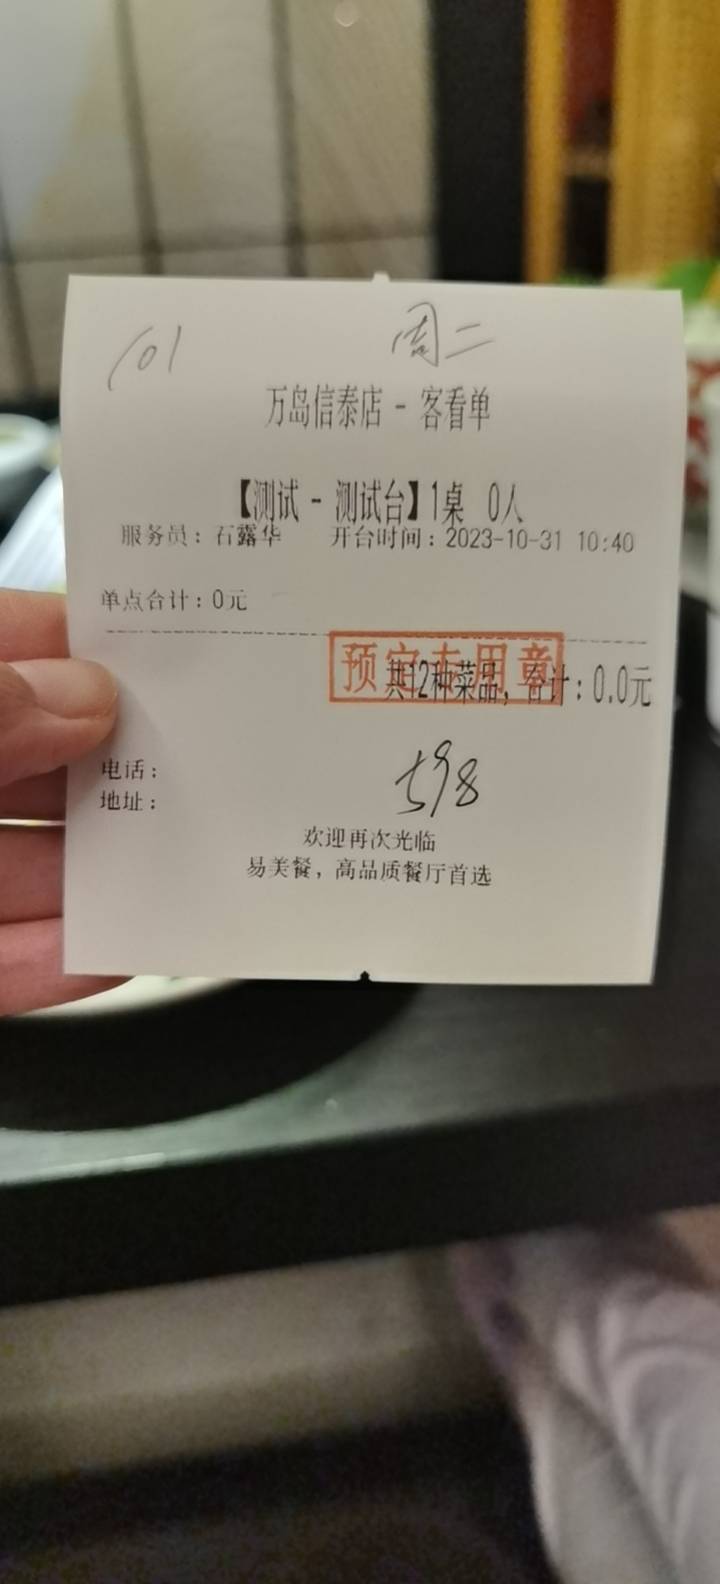 101 周二
万岛信泰店 - 客看单
【测试 - 测试台】1桌 0人
服务员：石露华 开台时间：2023-10-31 10:40
单点合计：0元
预定专用章
共12种菜品，合计：0.0元
电话：
598
地址：
欢迎再次光临
易美餐，高品质餐厅首选